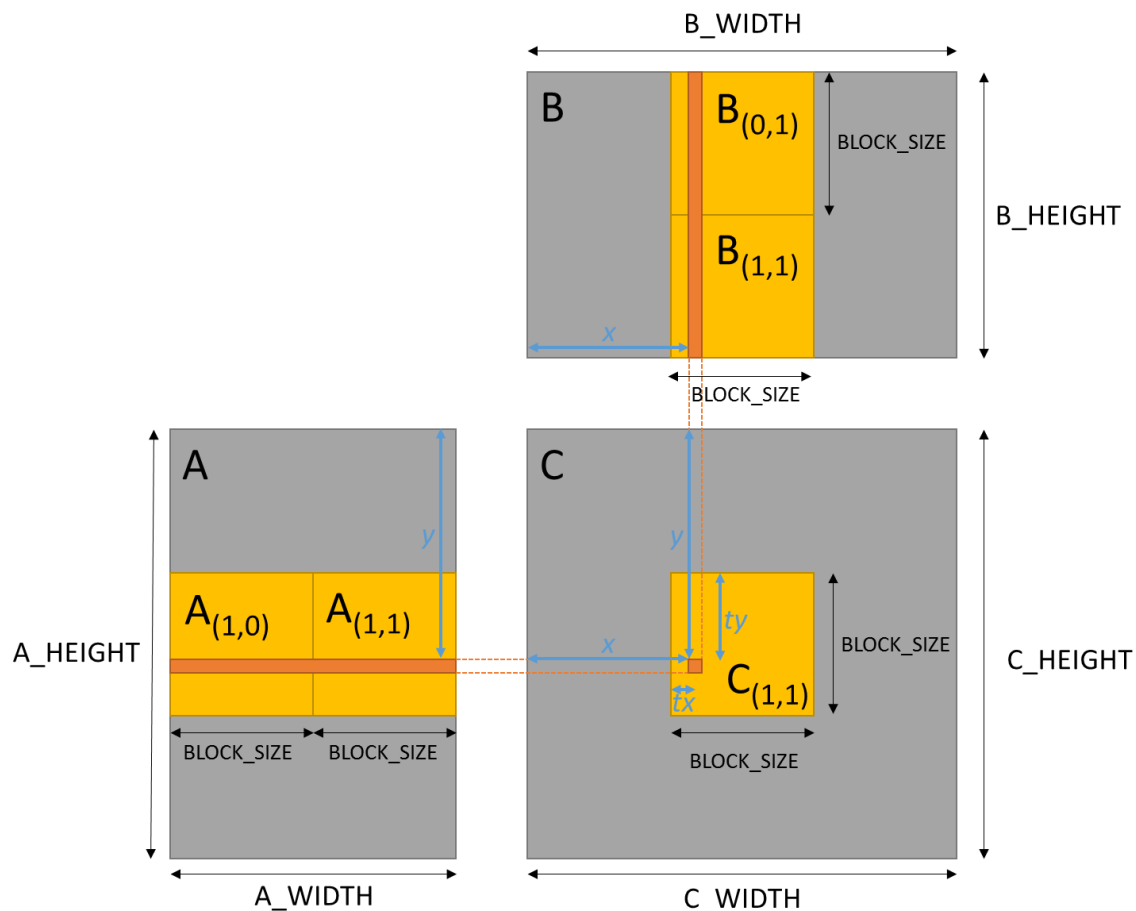 B_WIDTH
B
B(0,1)
BLOCK_SIZE
B_HEIGHT
B(1,1)
x
BLOCK_SIZE
A
y
A(1,0)
A(1,1)
A_HEIGHT
BLOCK_SIZE
BLOCK_SIZE
A_WIDTH
C
y
x
ty
tx
C(1,1)
BLOCK_SIZE
BLOCK_SIZE
C_HEIGHT
C_WIDTH